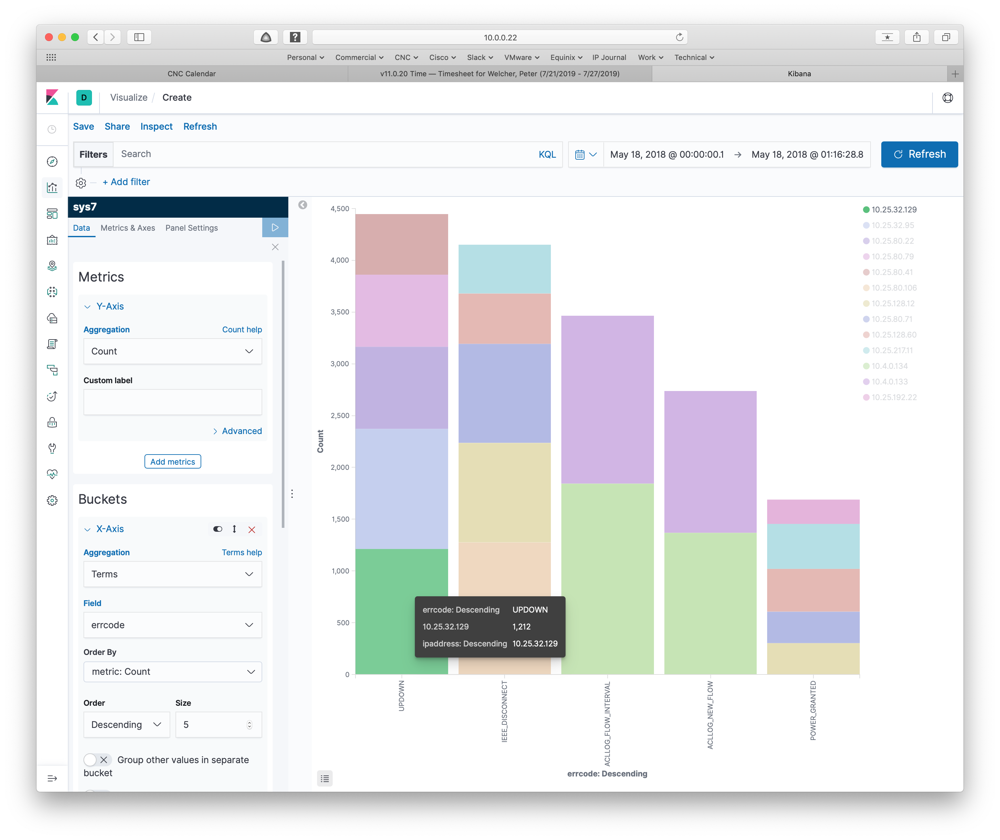 10.0.0.22
Personal Commercial CNC Cisco Slack VMware Equinix IP Journal Work Technical
CNC Calendar
v11.0.20 Time — Timesheet for Welcher, Peter (7/21/2019 - 7/27/2019)
Kibana
D
Visualize / Create
Save Share Inspect Refresh
Filters Search KQL
May 18, 2018 @ 00:00:00.1 → May 18, 2018 @ 01:16:28.8
Refresh
+ Add filter
sys7
Data Metrics & Axes Panel Settings
Metrics
Y-Axis
Aggregation Count help
Count
Custom label
Advanced
Add metrics
Buckets
X-Axis
Aggregation Terms help
Terms
Field
errcode
Order By
metric: Count
Order Size
Descending 5
Group other values in separate
bucket
4,500
4,000
3,500
3,000
2,500
2,000
1,500
1,000
500
0
Count
errcode: Descending UPDOWN
10.25.32.129 1,212
ipaddress: Descending 10.25.32.129
UPDOWN
IEEE_DISCONNECT
ACLLOG_FLOW_INTERVAL
ACLLOG_NEW_FLOW
POWER_GRANTED
errcode: Descending
10.25.32.129
10.25.32.95
10.25.80.22
10.25.80.79
10.25.80.41
10.25.80.106
10.25.128.12
10.25.80.71
10.25.128.60
10.25.217.11
10.4.0.134
10.4.0.133
10.25.192.22